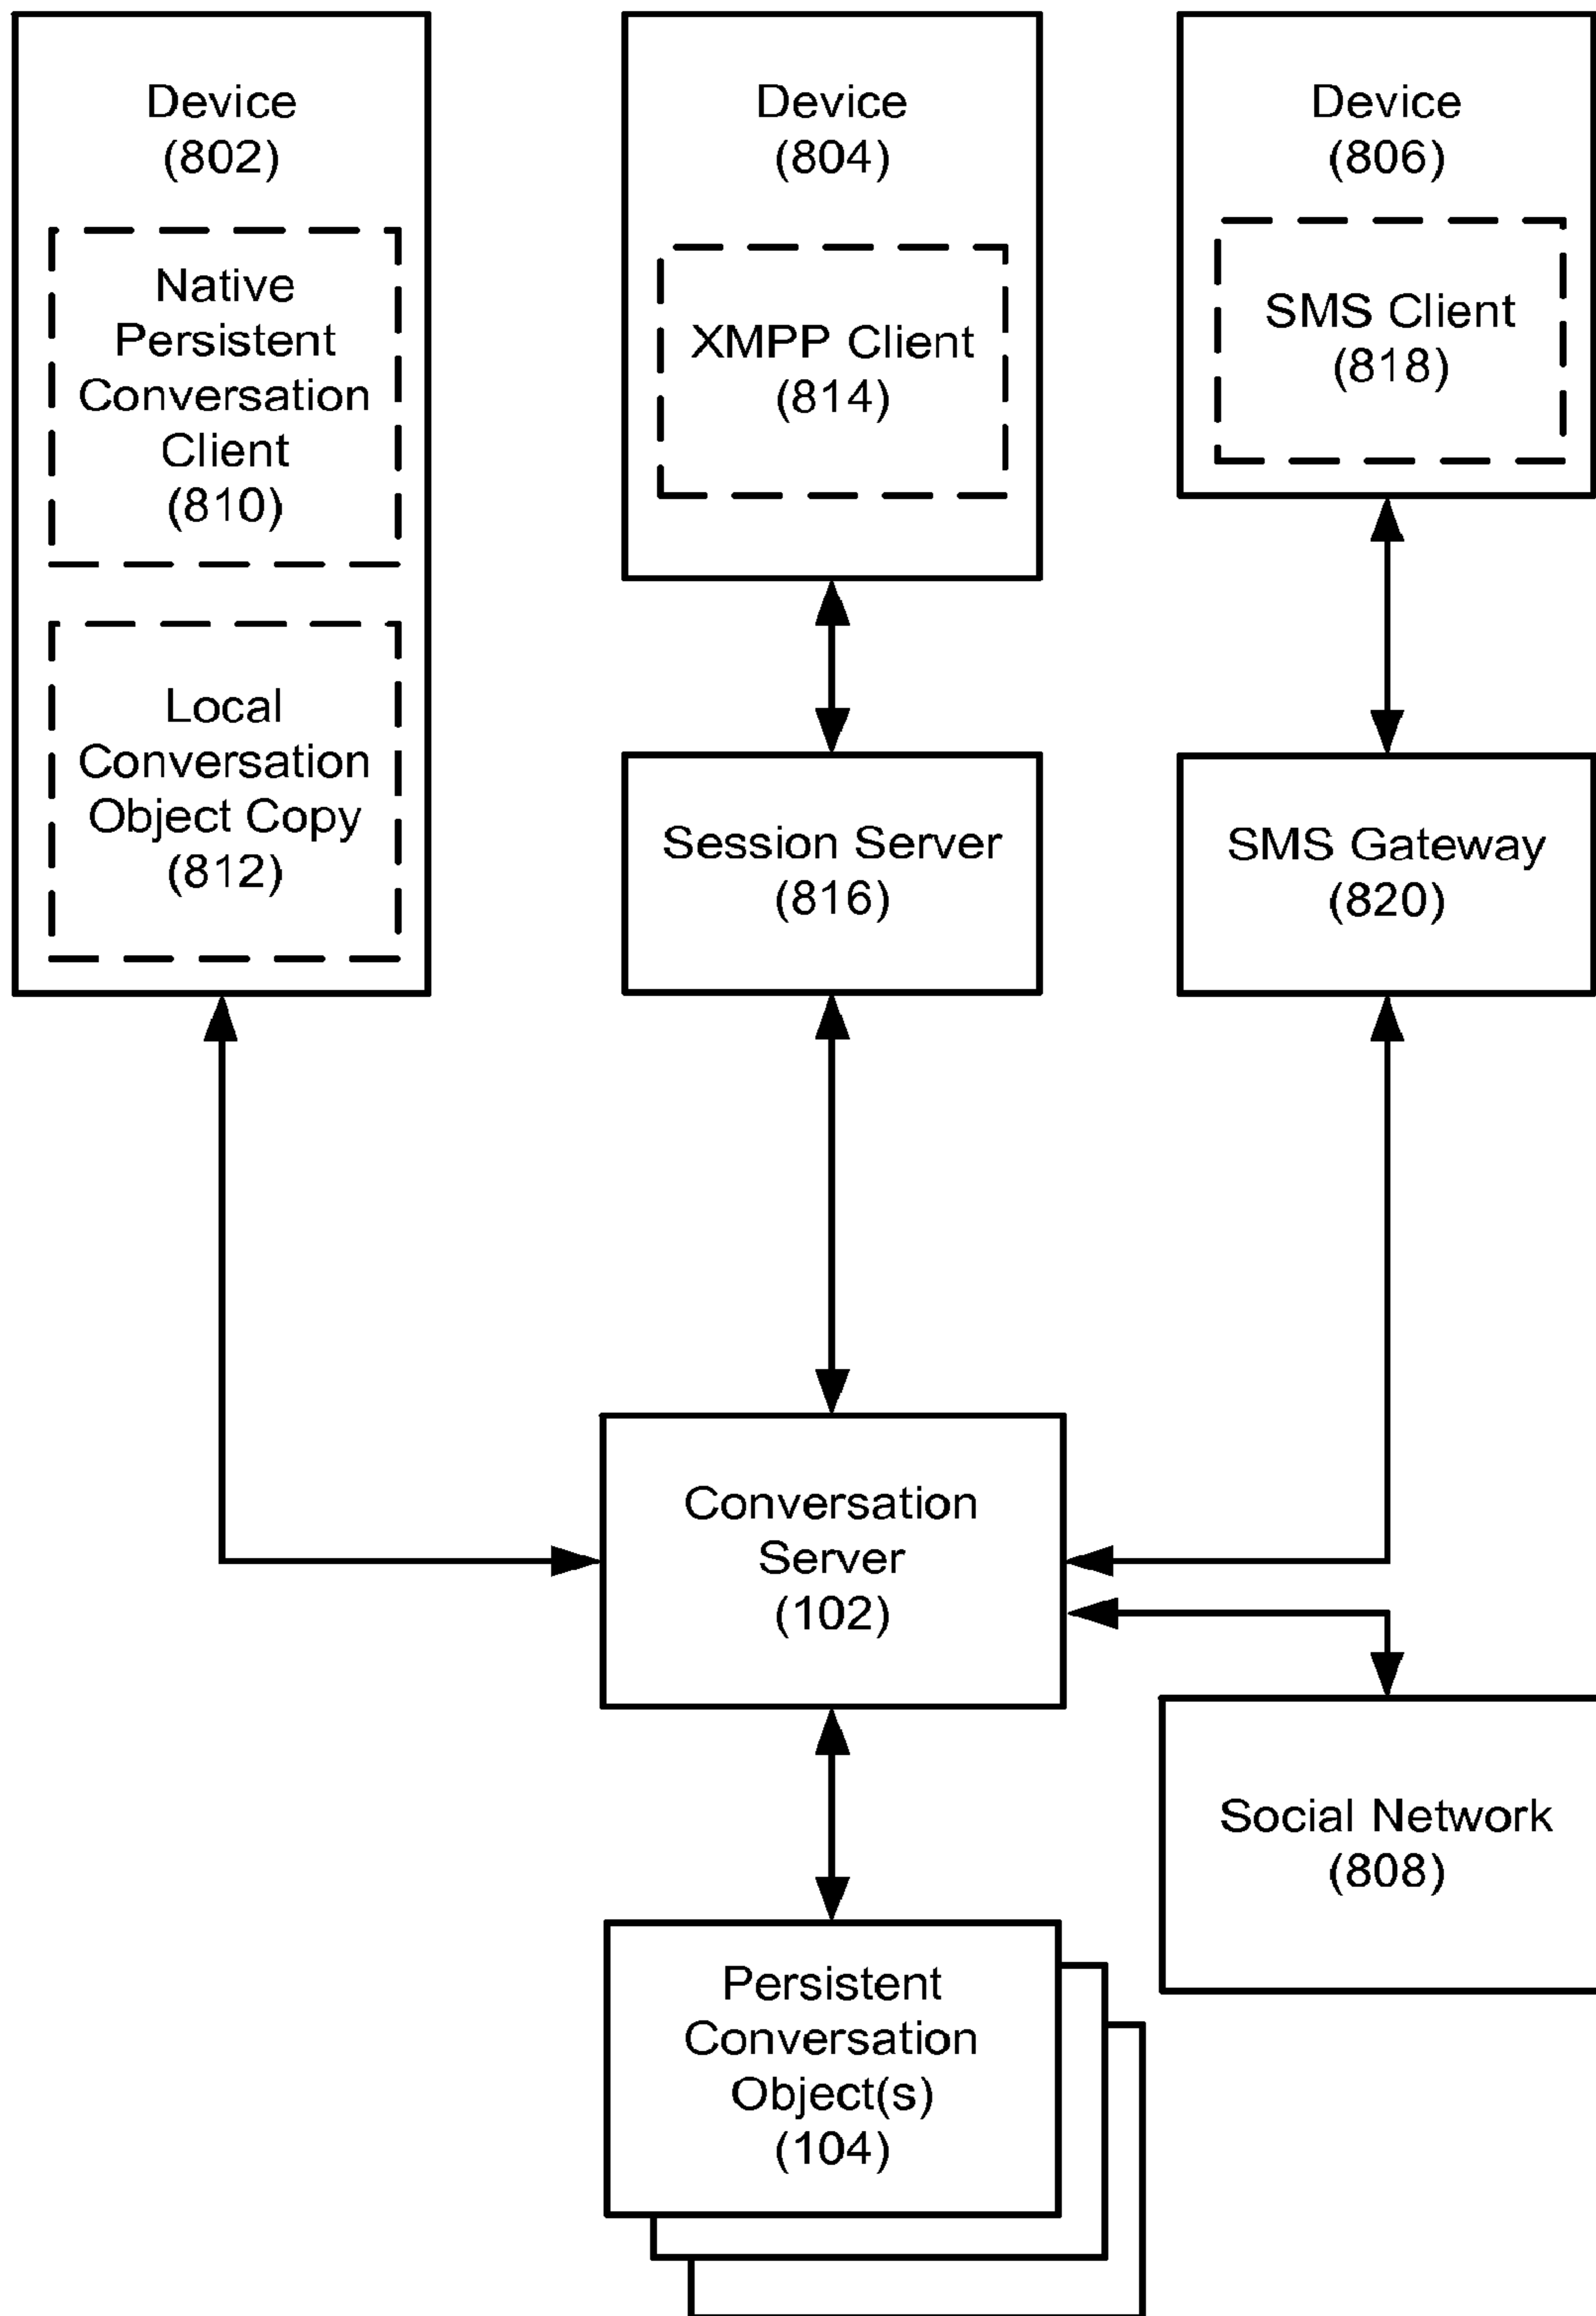 Device
(802)
Native
Persistent
Conversation
Client
(810)
Local
Conversation
Object Copy
(812)
Device
(804)
XMPP Client
(814)
Session Server
(816)
Device
(806)
SMS Client
(818)
SMS Gateway
(820)
Conversation
Server
(102)
Social Network
(808)
Persistent
Conversation
Object(s)
(104)